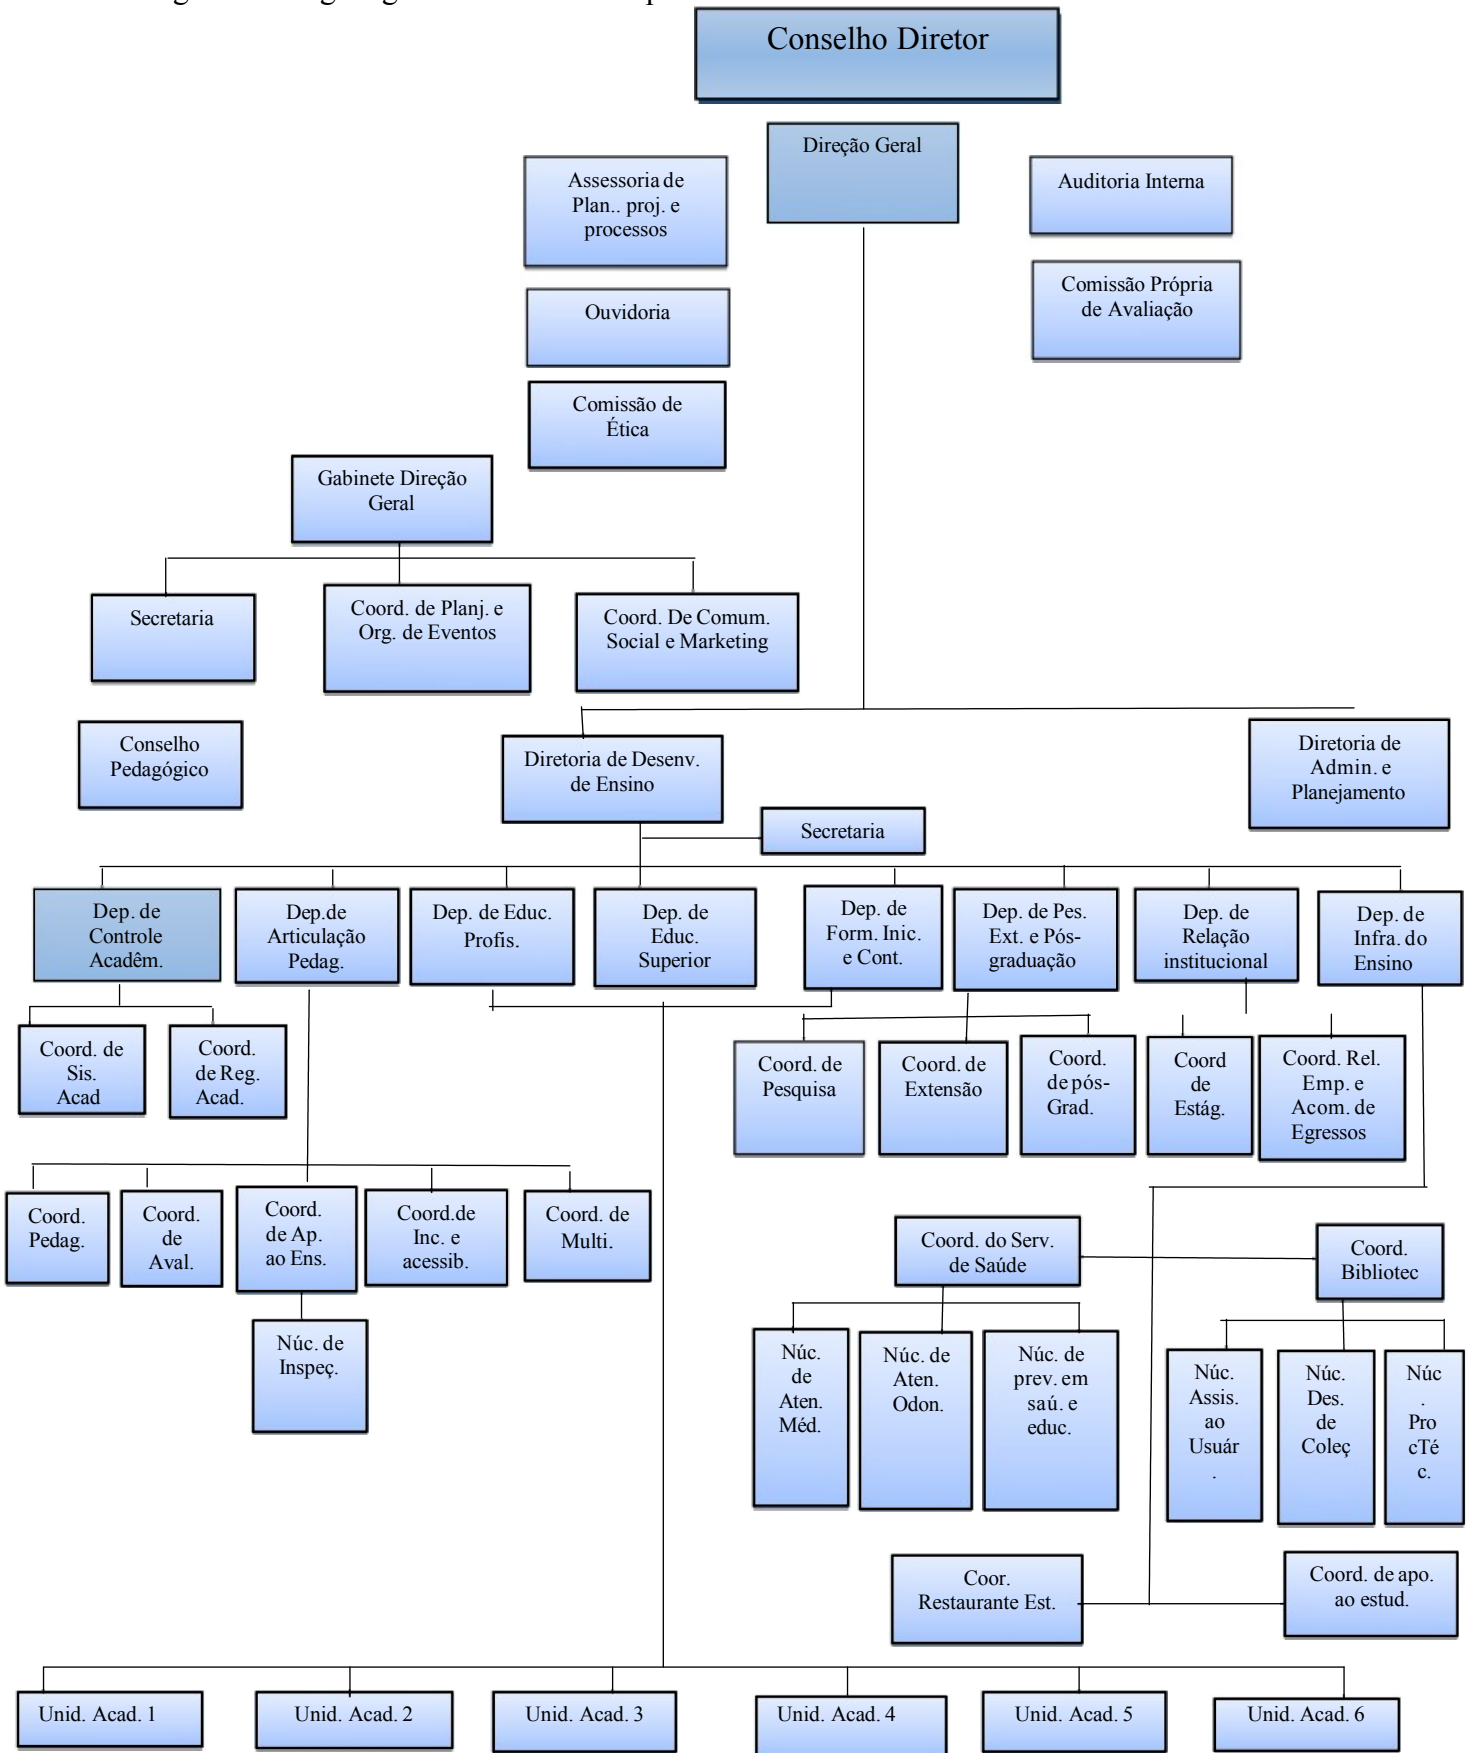 Conselho Diretor
Direção Geral
Assessoria de
Plan.. proj. e
processos
Auditoria Interna
Ouvidoria
Comissão Própria
de Avaliação
Comissão de
Ética
Gabinete Direção
Geral
Secretaria
Coord. de Planj. e
Org. de Eventos
Coord. De Comum.
Social e Marketing
Conselho
Pedagógico
Diretoria de Desenv.
de Ensino
Diretoria de
Admin. e
Planejamento
Secretaria
Dep. de
Controle
Acadêm.
Dep.de
Articulação
Pedag.
Dep. de Educ.
Profis.
Dep. de
Educ.
Superior
Dep. de
Form. Inic.
e Cont.
Dep. de Pes.
Ext. e Pós-
graduação
Dep. de
Relação
institucional
Dep. de
Infra. do
Ensino
Coord. de
Sis.
Acad
Coord.
de Reg.
Acad.
Coord. de
Pesquisa
Coord. de
Extensão
Coord.
de pós-
Grad.
Coord
de
Estág.
Coord. Rel.
Emp. e
Acom. de
Egressos
Coord.
Pedag.
Coord.
de
Aval.
Coord.
de Ap.
ao Ens.
Coord.de
Inc. e
acessib.
Coord. de
Multi.
Núc. de
Inspeç.
Coord. do Serv.
de Saúde
Coord.
Bibliotec
Núc.
de
Aten.
Méd.
Núc. de
Aten.
Odon.
Núc. de
prev. em
saú. e
educ.
Núc.
Assis.
ao
Usuár
.
Núc.
Des.
de
Coleç
Núc
.
Pro
cTé
c.
Coor.
Restaurante Est.
Coord. de apo.
ao estud.
Unid. Acad. 1
Unid. Acad. 2
Unid. Acad. 3
Unid. Acad. 4
Unid. Acad. 5
Unid. Acad. 6